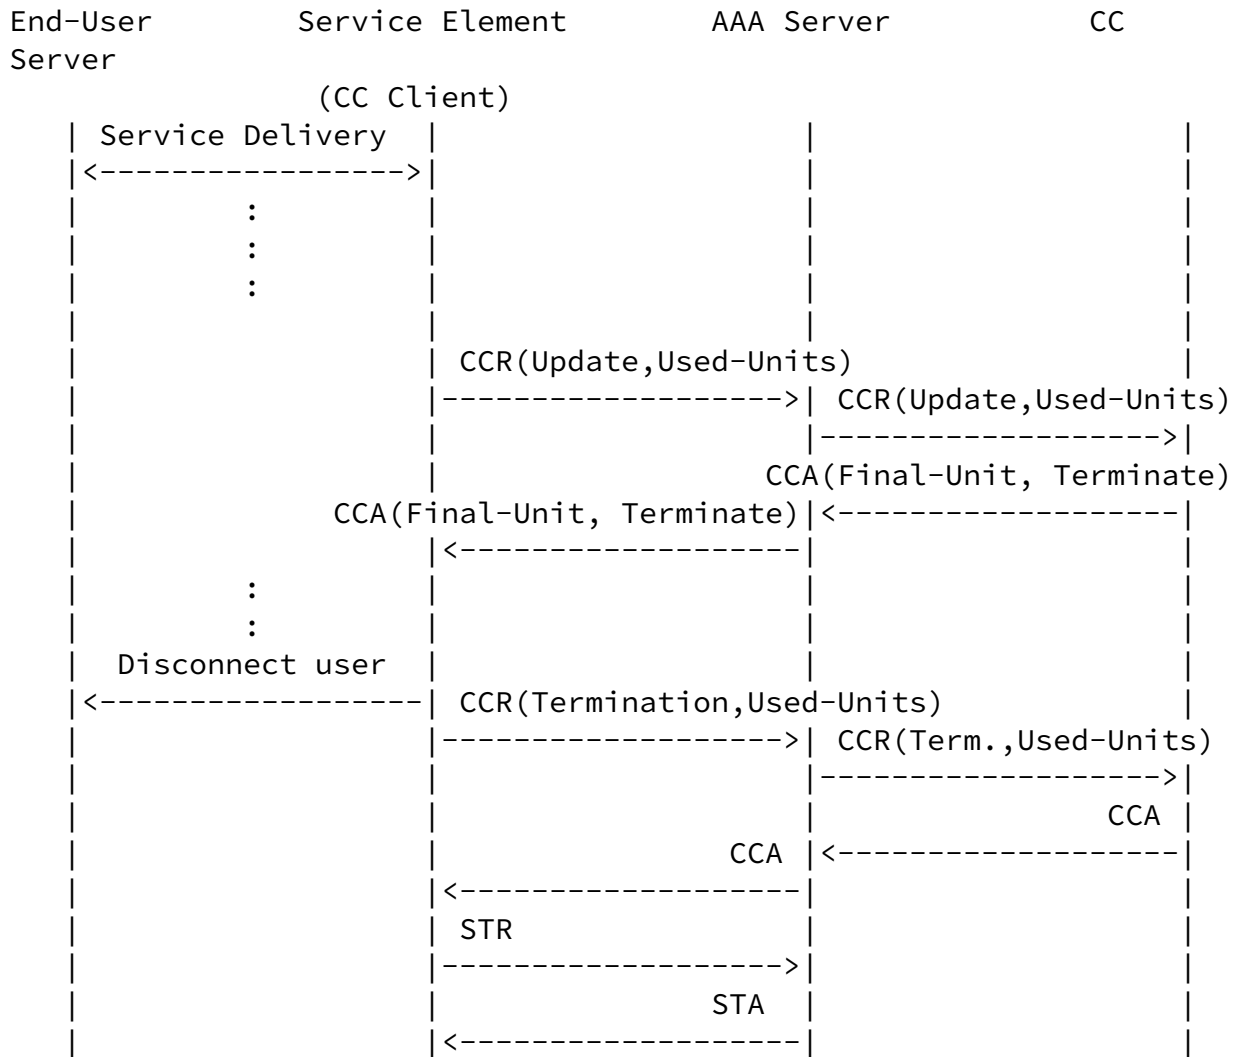 End-User Service Element AAA Server CC
Server
(CC Client)
| Service Delivery | | |
|<----------------->| | |
| : | | |
| : | | |
| : | | |
| | | |
| | CCR(Update,Used-Units) |
| |------------------->| CCR(Update,Used-Units)
| | |------------------->|
| | CCA(Final-Unit, Terminate)
| CCA(Final-Unit, Terminate)|<-------------------|
| |<-------------------| |
| : | | |
| : | | |
| Disconnect user | | |
|<------------------| CCR(Termination,Used-Units) |
| |------------------->| CCR(Term.,Used-Units)
| | |------------------->|
| | | CCA |
| | CCA |<-------------------|
| |<-------------------| |
| | STR | |
| |------------------->| |
| | STA | |
| |<-------------------| |